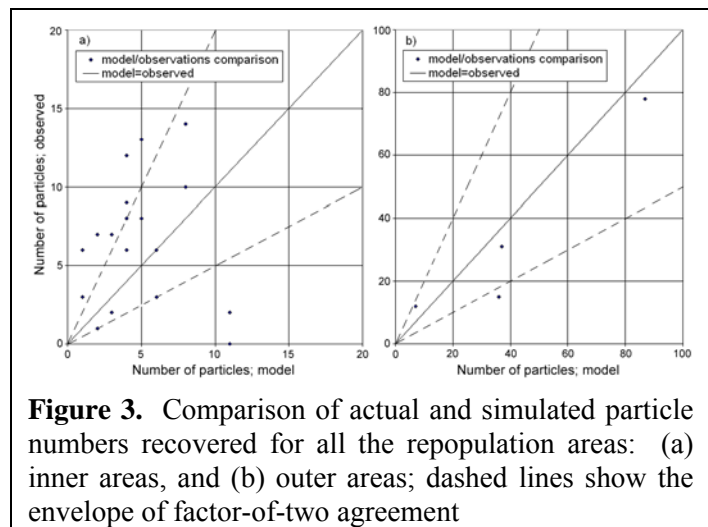 20
a)
model/observations comparison
model=observed
15
10
5
0
Number of particles; observed
0 5 10 15 20
Number of particles; model
100
b)
model/observations comparison
model=observed
80
60
40
20
0
0 20 40 60 80 100
Number of particles; model
Figure 3. Comparison of actual and simulated particle
numbers recovered for all the repopulation areas: (a)
inner areas, and (b) outer areas; dashed lines show the
envelope of factor-of-two agreement